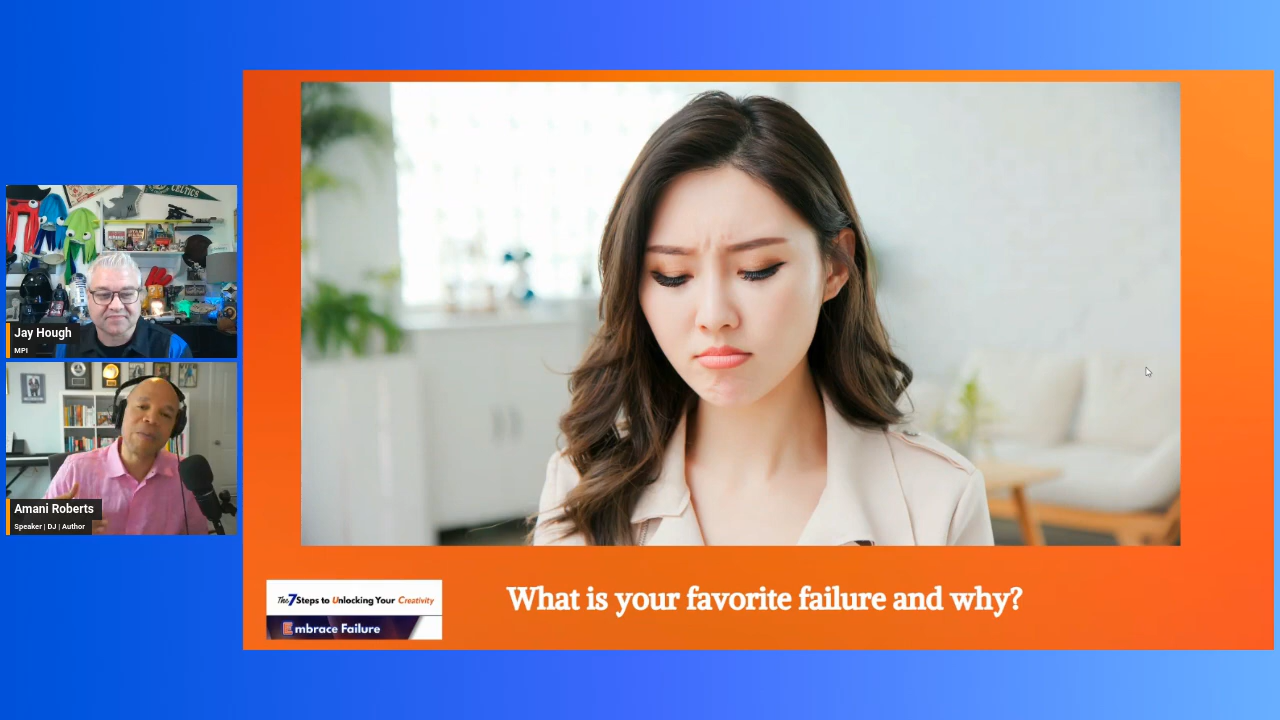 CELTICS
Jay Hough
MPI
Amani Roberts
Speaker | DJ | Author
The 7 Steps to Unlocking Your Creativity
Embrace Failure
What is your favorite failure and why?